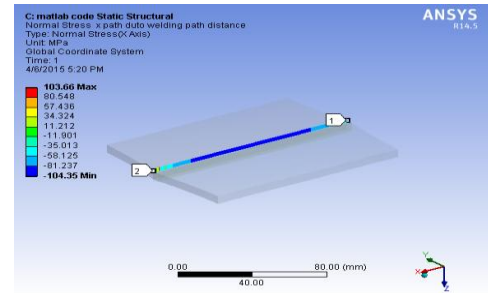 C: matlab code Static Structural
Normal Stress x path duto welding path distance
Type: Normal Stress(X Axis)
Unit: MPa
Global Coordinate System
Time: 1
4/6/2015 5:20 PM
103.66 Max
80.548
57.436
34.324
11.212
-11.901
-35.013
-58.125
-81.237
-104.35 Min
ANSYS
R14.5
1
2
0.00
80.00 (mm)
40.00
Y
X
Z